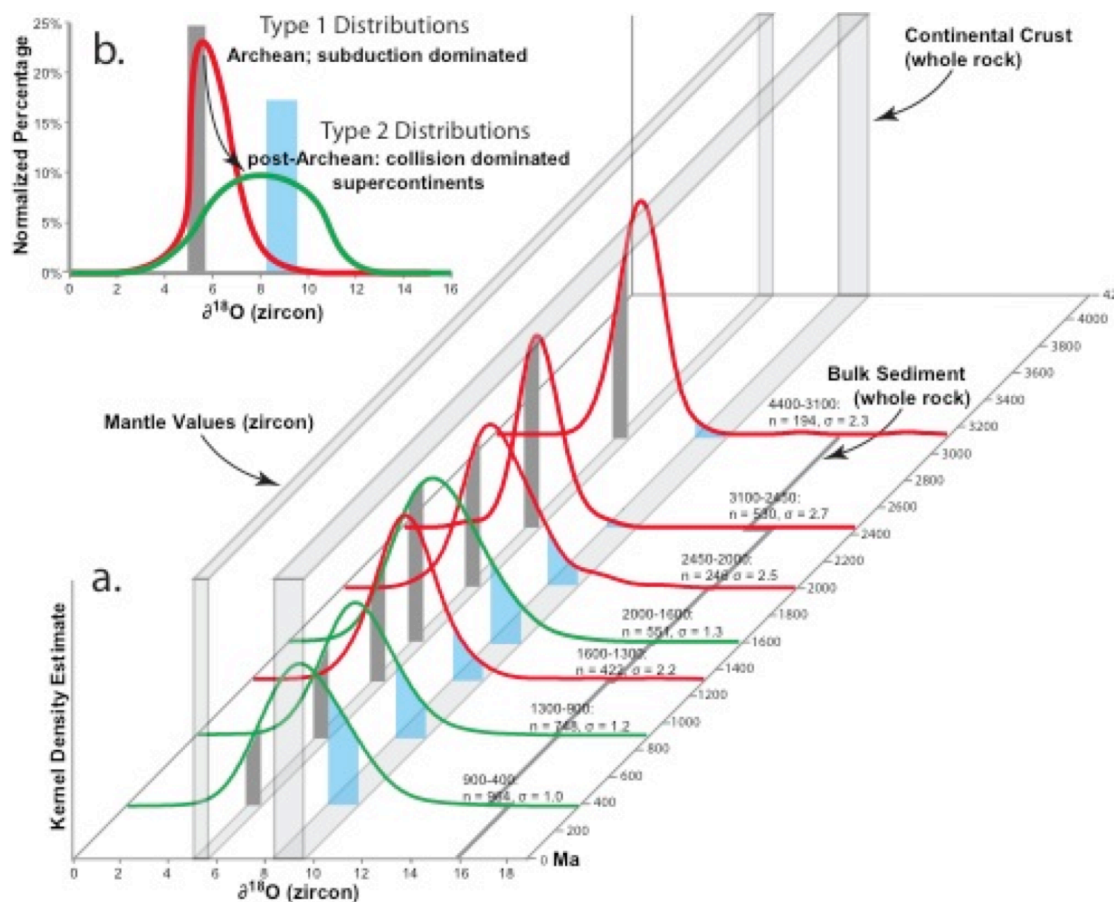 b.
Type 1 Distributions
Archean; subduction dominated
Type 2 Distributions
post-Archean: collision dominated
supercontinents
Normalized Percentage
25%
20%
15%
10%
5%
0%
0 2 4 6 8 10 12 14 16
∂18O (zircon)
Continental Crust
(whole rock)
Mantle Values (zircon)
Bulk Sediment
(whole rock)
a.
Kernel Density Estimate
4400-3100:
n = 194, σ = 2.3
3100-2450:
n = 530, σ = 2.7
2450-2000:
n = 248 σ = 2.5
2000-1600:
n = 551, σ = 1.3
1600-1300:
n = 422, σ = 2.2
1300-900:
n = 748, σ = 1.2
900-400:
σ = 1.0
4000
3800
3600
3400
3200
3000
2800
2600
2400
2200
2000
1800
1600
1400
1200
1000
800
600
400
200
0 Ma
0 2 4 6 8 10 12 14 16 18
∂18O (zircon)